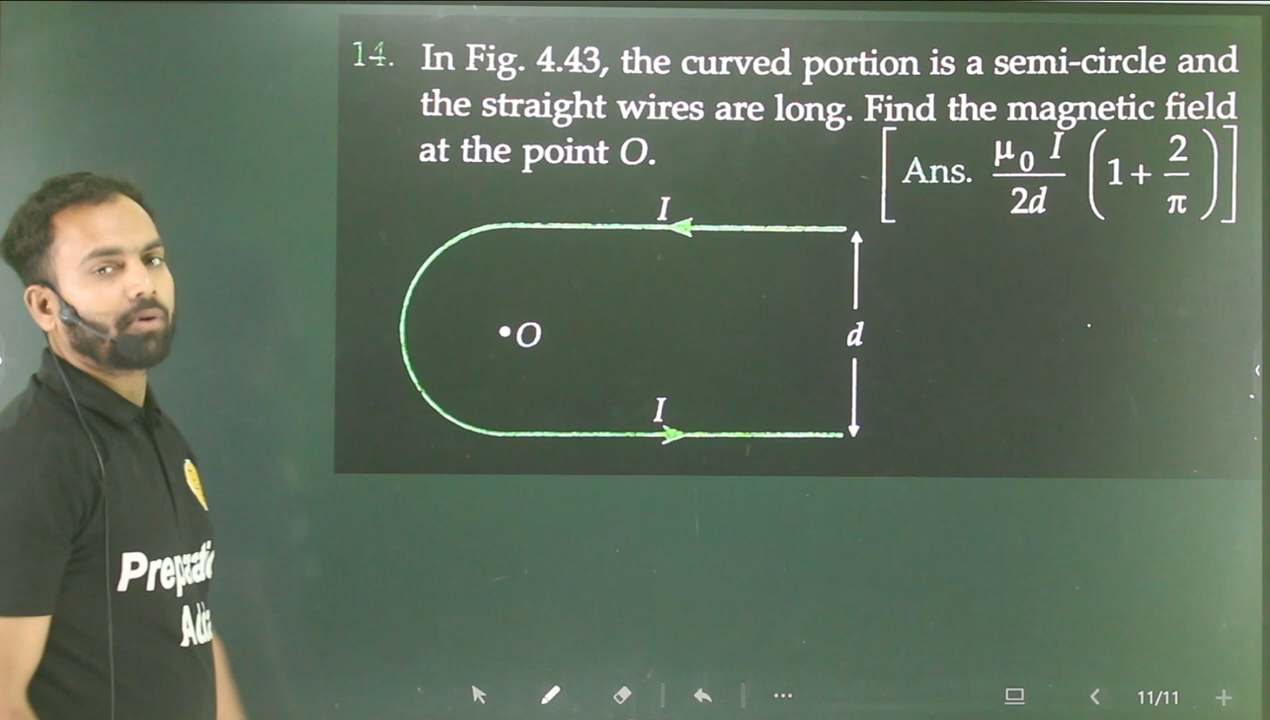 14. In Fig. 4.43, the curved portion is a semi-circle and
the straight wires are long. Find the magnetic field
at the point O.
[Ans. μ₀ I / 2d (1 + 2/π)]
I
•O
d
I
11/11